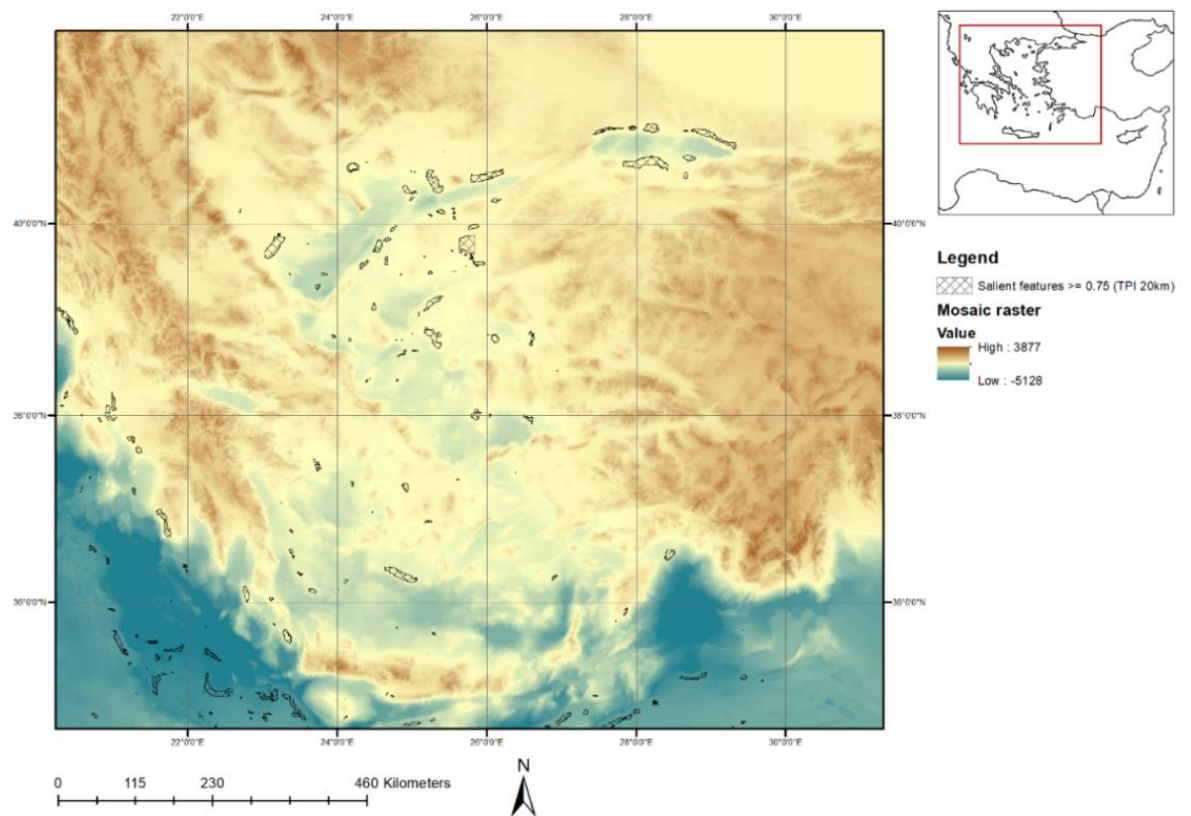 22°0'0"E 24°0'0"E 26°0'0"E 28°0'0"E 30°0'0"E
40°0'0"N 40°0'0"N
38°0'0"N 38°0'0"N
36°0'0"N 36°0'0"N
22°0'0"E 24°0'0"E 26°0'0"E 28°0'0"E 30°0'0"E
0 115 230 460 Kilometers
N
Legend
Salient features >= 0.75 (TPI 20km)
Mosaic raster
Value
High : 3877
Low : -5128